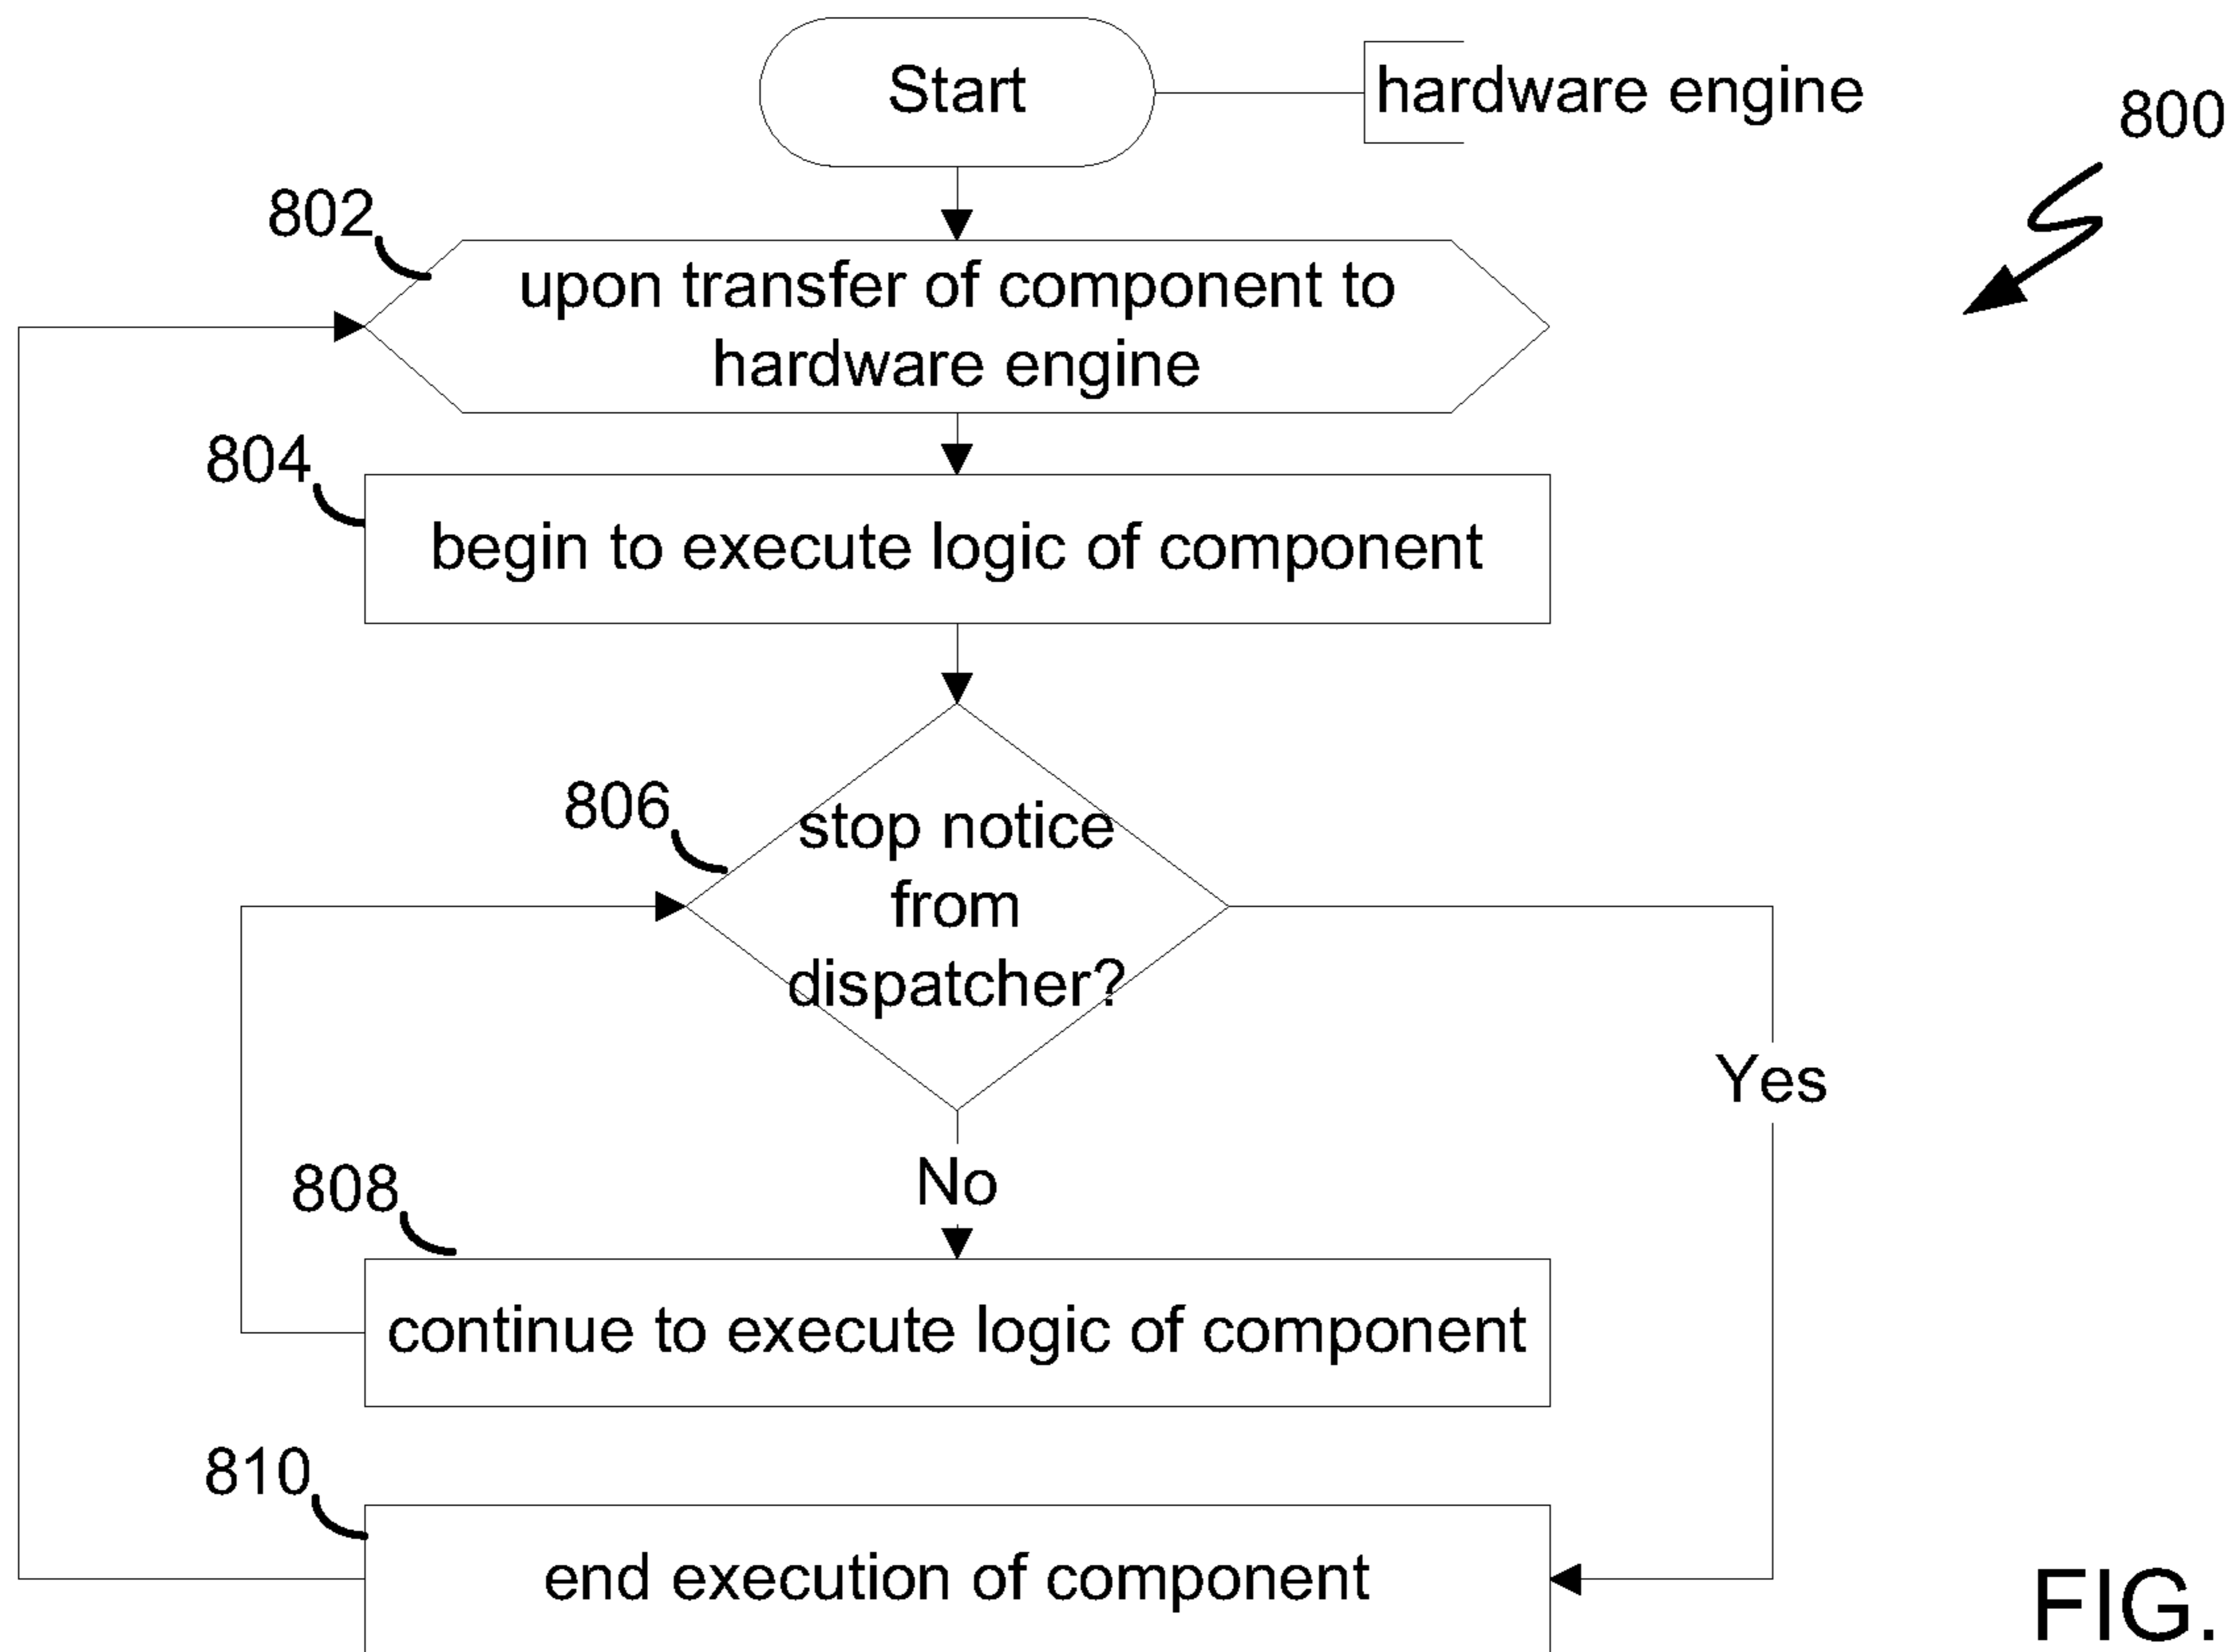 Start
hardware engine
800
802
upon transfer of component to
hardware engine
804
begin to execute logic of component
806
stop notice
from
dispatcher?
Yes
No
808
continue to execute logic of component
810
end execution of component
FIG.